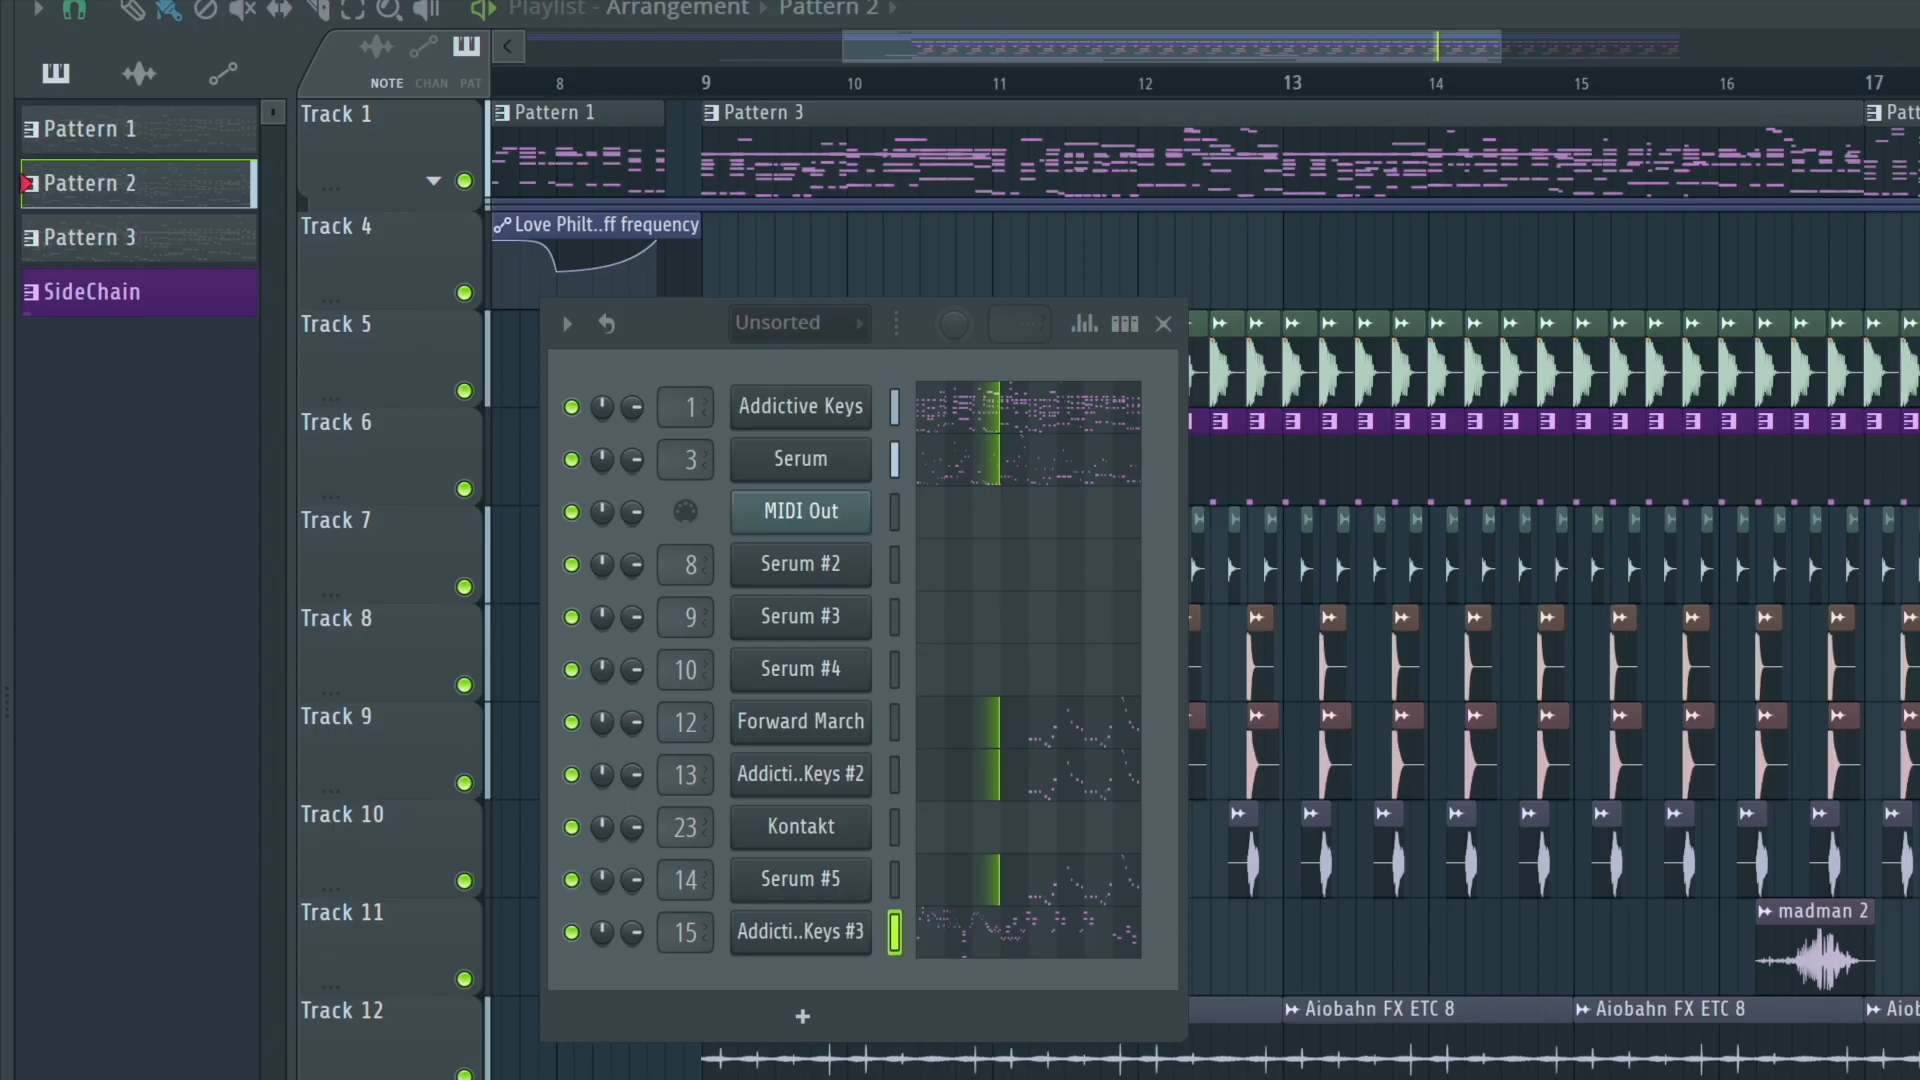 Playlist - Arrangement › Pattern 2 ›
NOTE CHAN PAT
8 9 10 11 12 13 14 15 16 17
Pattern 1
Pattern 2
Pattern 3
SideChain
Track 1
Pattern 1
Pattern 3
Patt
Track 4
Love Philt..ff frequency
Track 5
Track 6
Track 7
Track 8
Track 9
Track 10
Track 11
madman 2
Track 12
Aiobahn FX ETC 8
Aiobahn FX ETC 8
Aiob
Unsorted
1 Addictive Keys
3 Serum
MIDI Out
8 Serum #2
9 Serum #3
10 Serum #4
12 Forward March
13 Addicti..Keys #2
23 Kontakt
14 Serum #5
15 Addicti..Keys #3
+